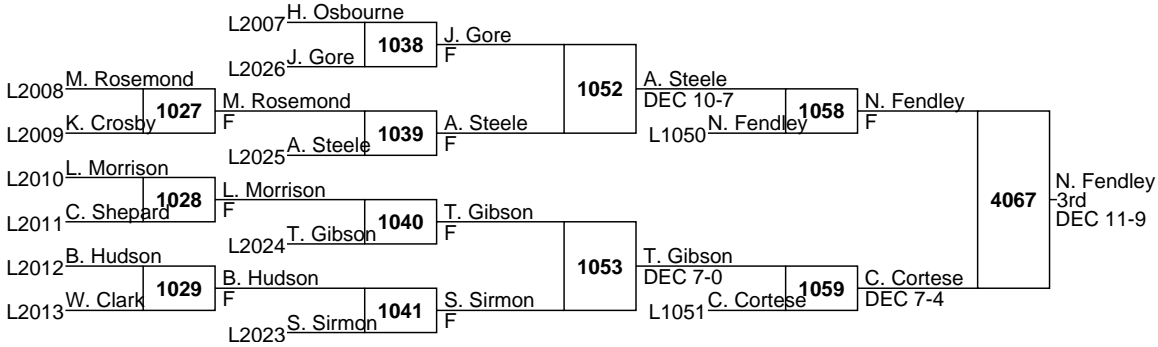 L2007 H. Osbourne
1038
J. Gore
F
L2026 J. Gore
L2008 M. Rosemond
1027
M. Rosemond
F
L2009 K. Crosby
1039
A. Steele
F
L2025 A. Steele
1052
A. Steele
DEC 10-7
L1050 N. Fendley
1058
N. Fendley
F
L2010 L. Morrison
1028
L. Morrison
F
L2011 C. Shepard
1040
T. Gibson
F
L2024 T. Gibson
L2012 B. Hudson
1029
B. Hudson
F
L2013 W. Clark
1041
S. Sirmon
F
L2023 S. Sirmon
1053
T. Gibson
DEC 7-0
L1051 C. Cortese
1059
C. Cortese
DEC 7-4
4067
N. Fendley
3rd
DEC 11-9